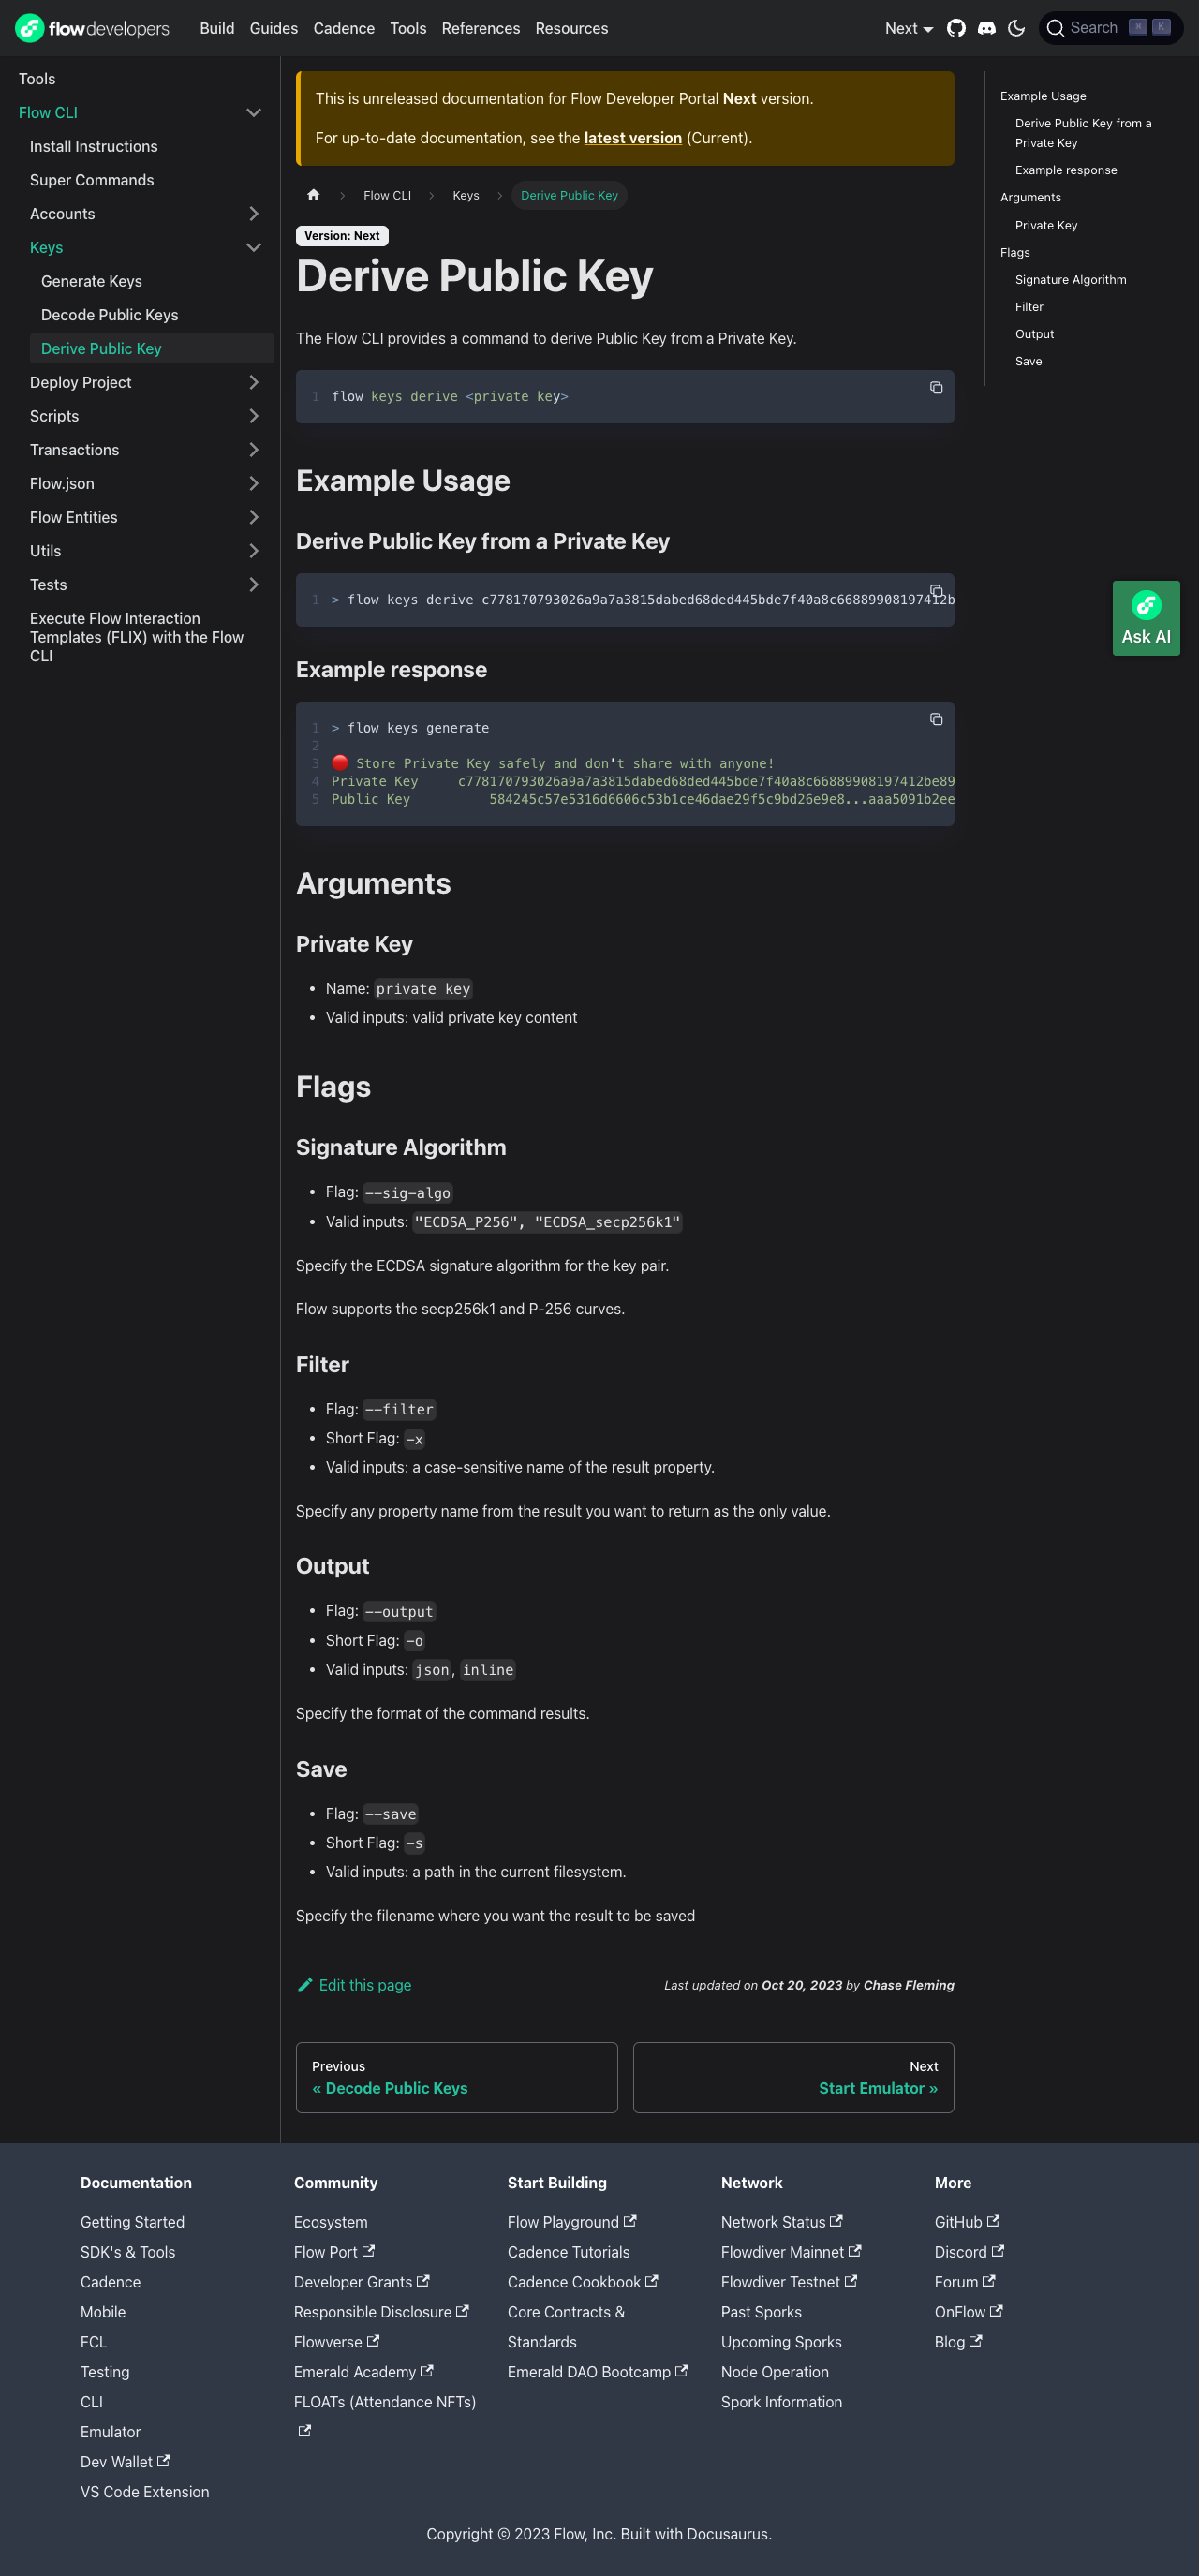 flowdevelopers Build Guides Cadence Tools References Resources Next Search ⌘ K
Tools
Flow CLI
Install Instructions
Super Commands
Accounts
Keys
Generate Keys
Decode Public Keys
Derive Public Key
Deploy Project
Scripts
Transactions
Flow.json
Flow Entities
Utils
Tests
Execute Flow Interaction
Templates (FLIX) with the Flow
CLI
This is unreleased documentation for Flow Developer Portal Next version.
For up-to-date documentation, see the latest version (Current).
Flow CLI Keys Derive Public Key
Version: Next
Derive Public Key
The Flow CLI provides a command to derive Public Key from a Private Key.
1 flow keys derive <private key>
Example Usage
Derive Public Key from a Private Key
1 > flow keys derive c778170793026a9a7a3815dabed68ded445bde7f40a8c66889908197412b
Example response
1 > flow keys generate
2
3 🔴 Store Private Key safely and don't share with anyone!
4 Private Key c778170793026a9a7a3815dabed68ded445bde7f40a8c66889908197412be89
5 Public Key 584245c57e5316d6606c53b1ce46dae29f5c9bd26e9e8...aaa5091b2ee
Arguments
Private Key
• Name: private key
• Valid inputs: valid private key content
Flags
Signature Algorithm
• Flag: --sig-algo
• Valid inputs: "ECDSA_P256", "ECDSA_secp256k1"
Specify the ECDSA signature algorithm for the key pair.
Flow supports the secp256k1 and P-256 curves.
Filter
• Flag: --filter
• Short Flag: -x
• Valid inputs: a case-sensitive name of the result property.
Specify any property name from the result you want to return as the only value.
Output
• Flag: --output
• Short Flag: -o
• Valid inputs: json, inline
Specify the format of the command results.
Save
• Flag: --save
• Short Flag: -s
• Valid inputs: a path in the current filesystem.
Specify the filename where you want the result to be saved
Edit this page
Last updated on Oct 20, 2023 by Chase Fleming
Previous
« Decode Public Keys
Next
Start Emulator »
Example Usage
Derive Public Key from a
Private Key
Example response
Arguments
Private Key
Flags
Signature Algorithm
Filter
Output
Save
Ask AI
Documentation
Getting Started
SDK's & Tools
Cadence
Mobile
FCL
Testing
CLI
Emulator
Dev Wallet
VS Code Extension
Community
Ecosystem
Flow Port
Developer Grants
Responsible Disclosure
Flowverse
Emerald Academy
FLOATs (Attendance NFTs)
Start Building
Flow Playground
Cadence Tutorials
Cadence Cookbook
Core Contracts &
Standards
Emerald DAO Bootcamp
Network
Network Status
Flowdiver Mainnet
Flowdiver Testnet
Past Sporks
Upcoming Sporks
Node Operation
Spork Information
More
GitHub
Discord
Forum
OnFlow
Blog
Copyright © 2023 Flow, Inc. Built with Docusaurus.